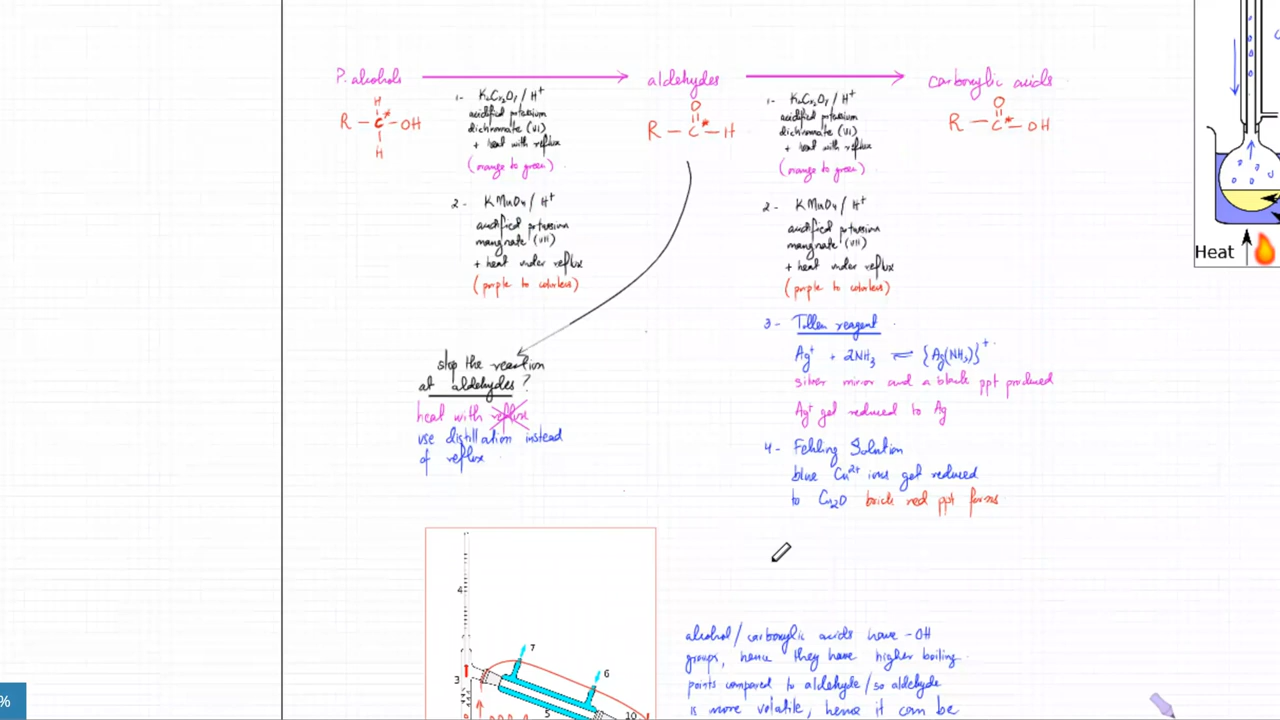 P. alcohols
aldehydes
carboxylic acids
H
R - C* - OH
H
O
R - C* - H
O
R - C* - OH
1- K2Cr2O7 / H+
acidified potassium
dichromate (VI)
+ heat with reflux
(orange to green)
2- KMnO4 / H+
acidified potassium
manganate (VII)
+ heat under reflux
(purple to colorless)
1- K2Cr2O7 / H+
acidified potassium
dichromate (VI)
+ heat with reflux
(orange to green)
2- KMnO4 / H+
acidified potassium
manganate (VII)
+ heat under reflux
(purple to colorless)
3- Tollen reagent
Ag+ + 2NH3 ⇌ {Ag(NH3)}+
silver mirror and a black ppt produced
Ag+ get reduced to Ag
4- Fehling Solution
blue Cu2+ ions get reduced
to Cu2O brick red ppt forms
stop the reaction
at aldehydes?
heat with reflux
use distillation instead
of reflux
Heat
4
3
7
6
5
10
alcohol/carboxylic acids have -OH
groups, hence they have higher boiling
points compared to aldehyde/so aldehyde
is more volatile, hence it can be
%